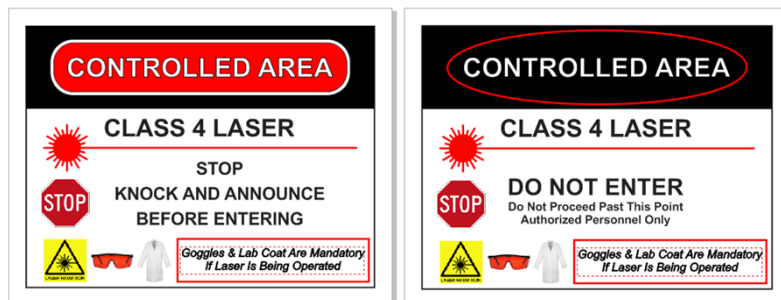 CONTROLLED AREA
CLASS 4 LASER
STOP
KNOCK AND ANNOUNCE
BEFORE ENTERING
STOP
Goggles & Lab Coat Are Mandatory
If Laser Is Being Operated
CONTROLLED AREA
CLASS 4 LASER
STOP
DO NOT ENTER
Do Not Proceed Past This Point
Authorized Personnel Only
Goggles & Lab Coat Are Mandatory
If Laser Is Being Operated